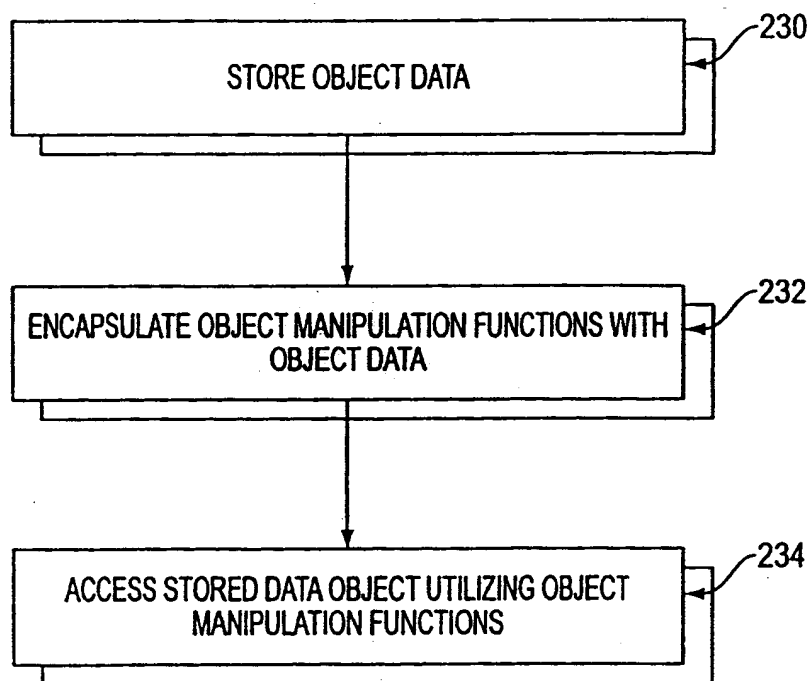 230
STORE OBJECT DATA
232
ENCAPSULATE OBJECT MANIPULATION FUNCTIONS WITH
OBJECT DATA
234
ACCESS STORED DATA OBJECT UTILIZING OBJECT
MANIPULATION FUNCTIONS